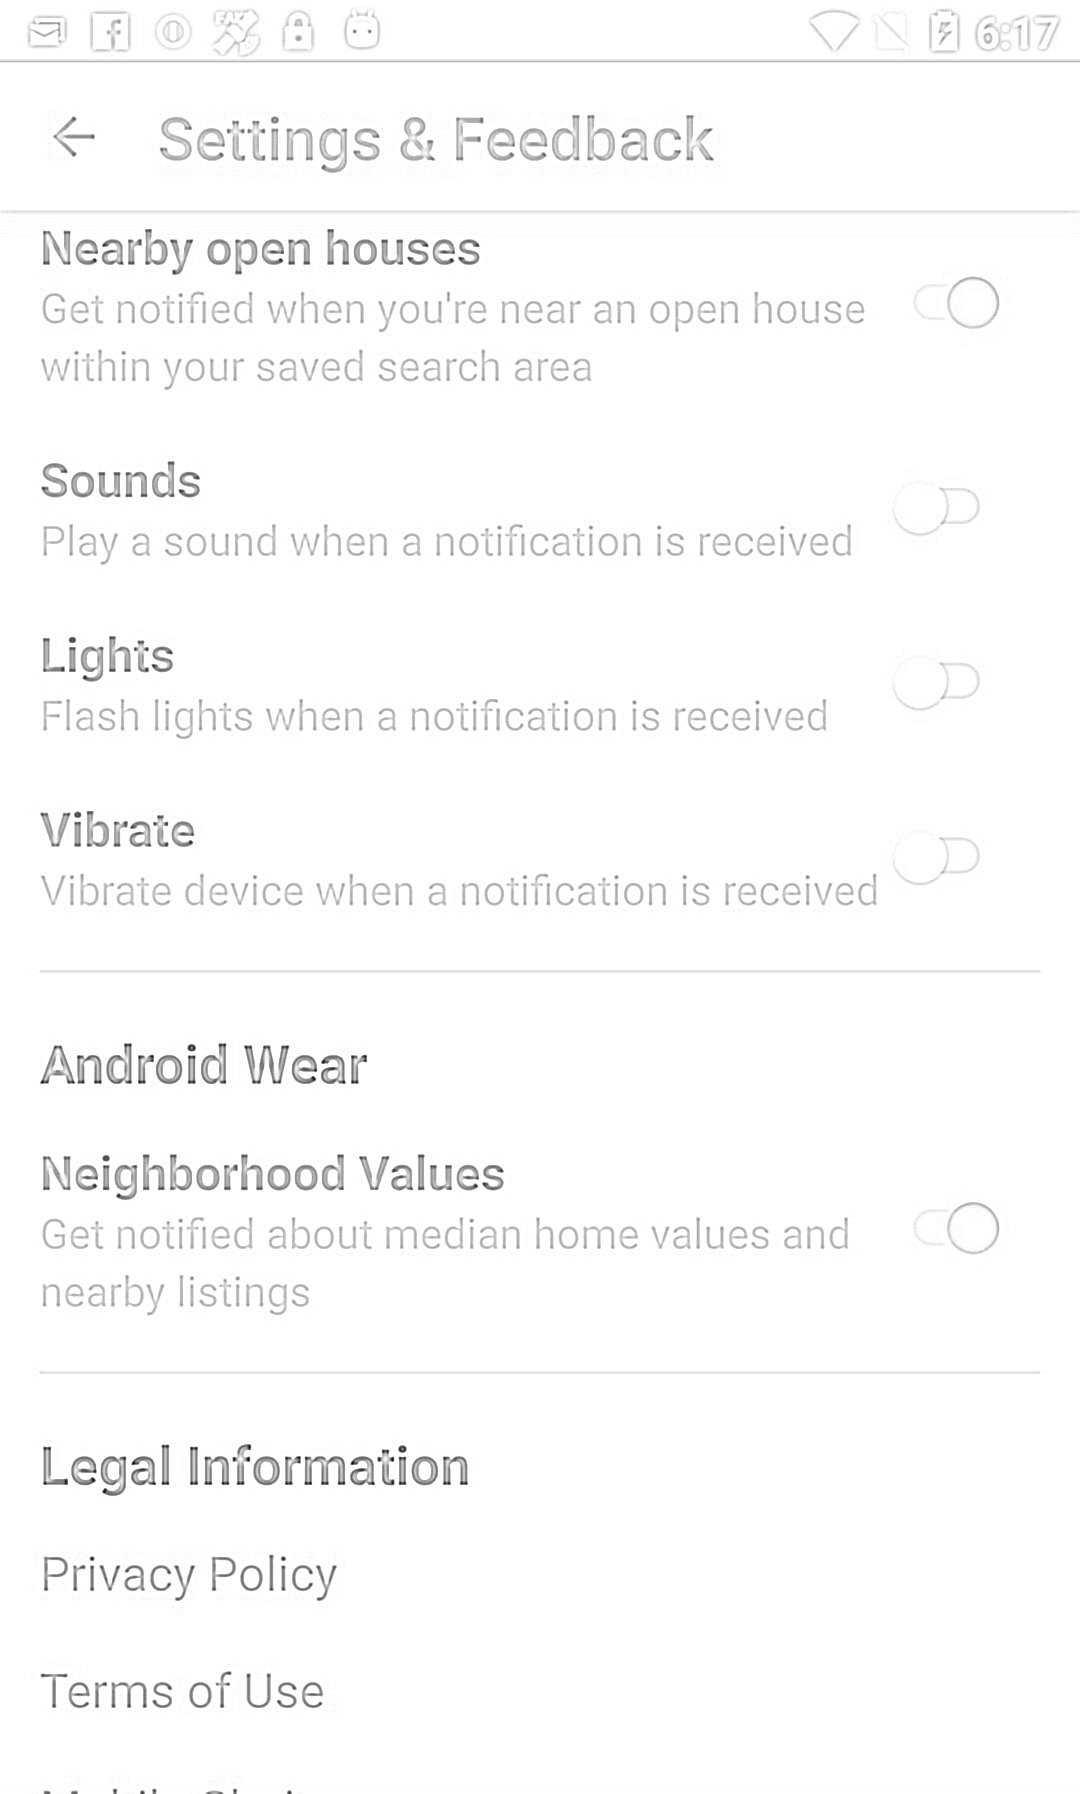 6:17
Settings & Feedback
Nearby open houses
Get notified when you're near an open house
within your saved search area
Sounds
Play a sound when a notification is received
Lights
Flash lights when a notification is received
Vibrate
Vibrate device when a notification is received
Android Wear
Neighborhood Values
Get notified about median home values and
nearby listings
Legal Information
Privacy Policy
Terms of Use